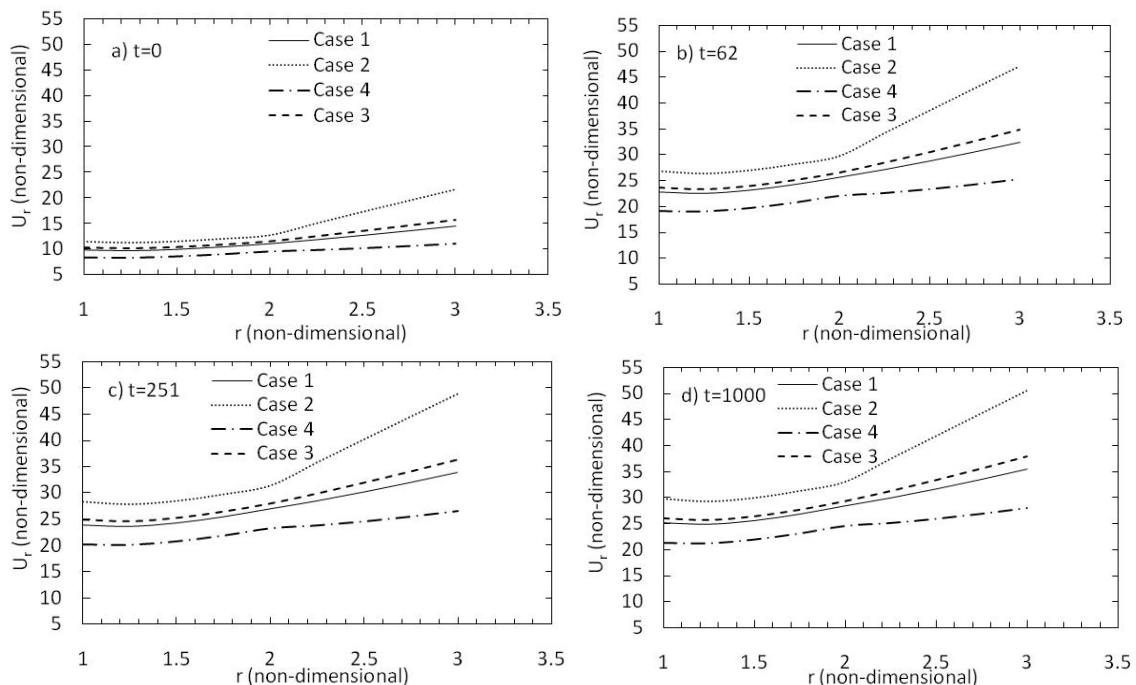 a) t=0
Case 1
Case 2
Case 4
Case 3
55
50
45
40
35
30
25
20
15
10
5
U_r (non-dimensional)
1 1.5 2 2.5 3 3.5
r (non-dimensional)
b) t=62
Case 1
Case 2
Case 4
Case 3
55
50
45
40
35
30
25
20
15
10
5
U_r (non-dimensional)
1 1.5 2 2.5 3 3.5
r (non-dimensional)
c) t=251
Case 1
Case 2
Case 4
Case 3
55
50
45
40
35
30
25
20
15
10
5
U_r (non-dimensional)
1 1.5 2 2.5 3 3.5
r (non-dimensional)
d) t=1000
Case 1
Case 2
Case 4
Case 3
55
50
45
40
35
30
25
20
15
10
5
U_r (non-dimensional)
1 1.5 2 2.5 3 3.5
r (non-dimensional)